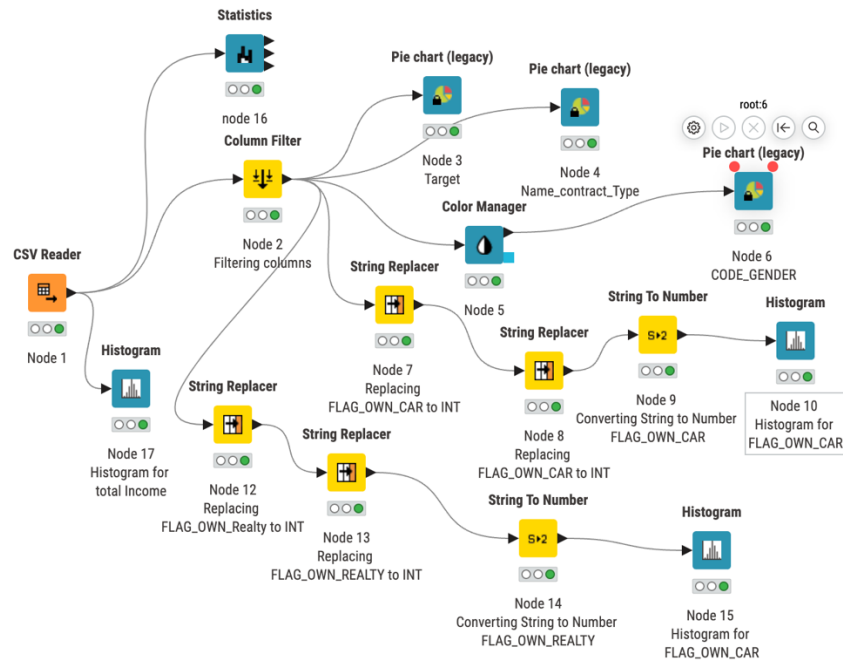 Statistics
node 16
Pie chart (legacy)
Node 3
Target
Pie chart (legacy)
Node 4
Name_contract_Type
root:6
Pie chart (legacy)
Node 6
CODE_GENDER
Column Filter
Node 2
Filtering columns
Color Manager
Node 5
CSV Reader
Node 1
Histogram
Node 17
Histogram for
total Income
String Replacer
Node 7
Replacing
FLAG_OWN_CAR to INT
String Replacer
Node 8
Replacing
FLAG_OWN_CAR to INT
String To Number
S▸2
Node 9
Converting String to Number
FLAG_OWN_CAR
Histogram
Node 10
Histogram for
FLAG_OWN_CAR
String Replacer
Node 12
Replacing
FLAG_OWN_Realty to INT
String Replacer
Node 13
Replacing
FLAG_OWN_REALTY to INT
String To Number
S▸2
Node 14
Converting String to Number
FLAG_OWN_REALTY
Histogram
Node 15
Histogram for
FLAG_OWN_CAR